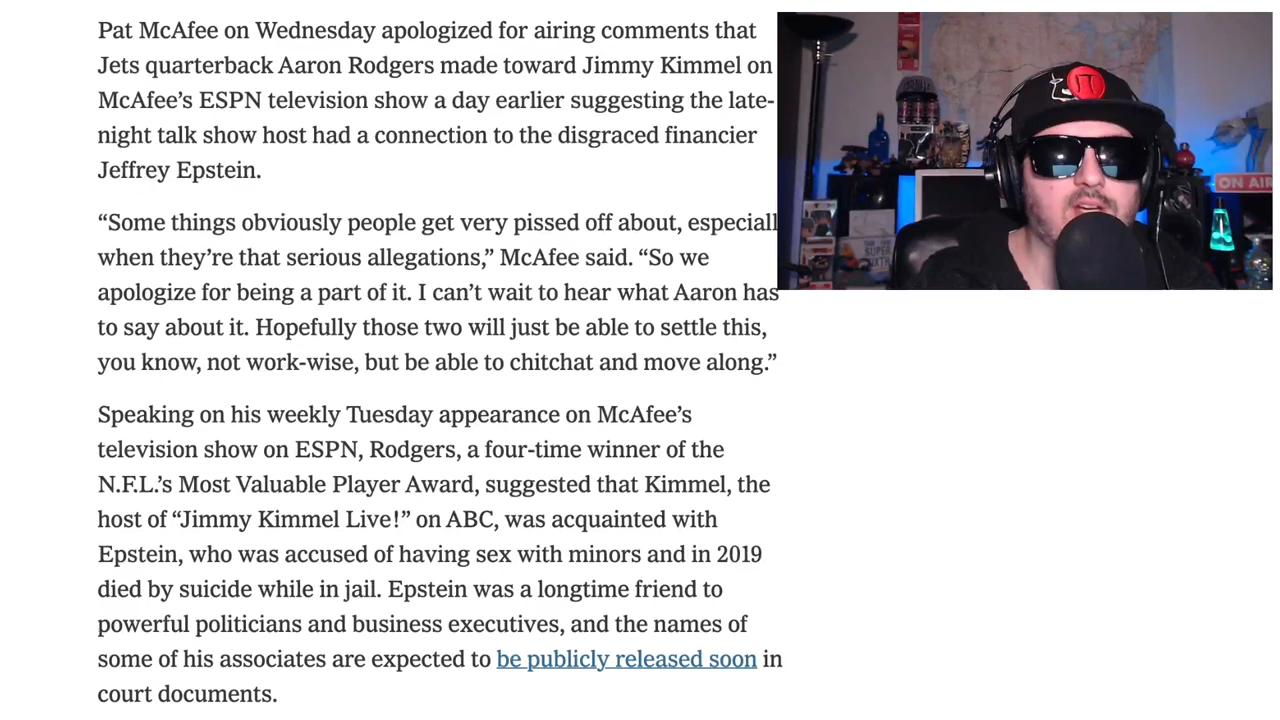 Pat McAfee on Wednesday apologized for airing comments that
Jets quarterback Aaron Rodgers made toward Jimmy Kimmel on
McAfee’s ESPN television show a day earlier suggesting the late-
night talk show host had a connection to the disgraced financier
Jeffrey Epstein.
“Some things obviously people get very pissed off about, especiall
when they’re that serious allegations,” McAfee said. “So we
apologize for being a part of it. I can’t wait to hear what Aaron has
to say about it. Hopefully those two will just be able to settle this,
you know, not work-wise, but be able to chitchat and move along.”
Speaking on his weekly Tuesday appearance on McAfee’s
television show on ESPN, Rodgers, a four-time winner of the
N.F.L.’s Most Valuable Player Award, suggested that Kimmel, the
host of “Jimmy Kimmel Live!” on ABC, was acquainted with
Epstein, who was accused of having sex with minors and in 2019
died by suicide while in jail. Epstein was a longtime friend to
powerful politicians and business executives, and the names of
some of his associates are expected to be publicly released soon in
court documents.
ON AIR
SUPER